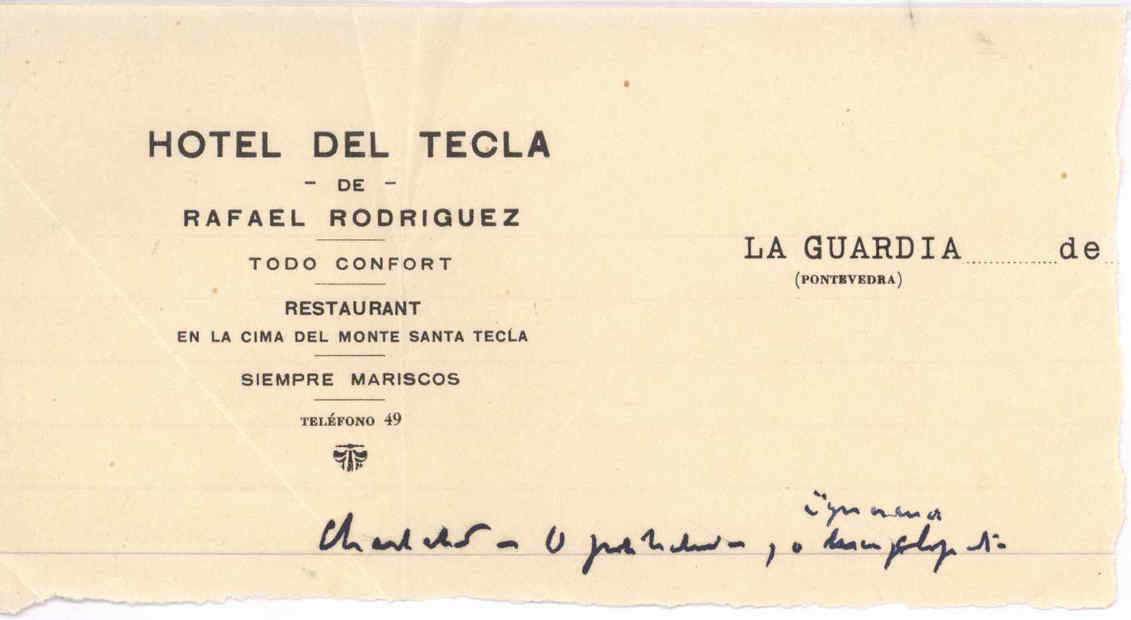 HOTEL DEL TECLA
- DE -
RAFAEL RODRIGUEZ
TODO CONFORT
RESTAURANT
EN LA CIMA DEL MONTE SANTA TECLA
SIEMPRE MARISCOS
TELÉFONO 49
LA GUARDIA ............ de ..
(PONTEVEDRA)